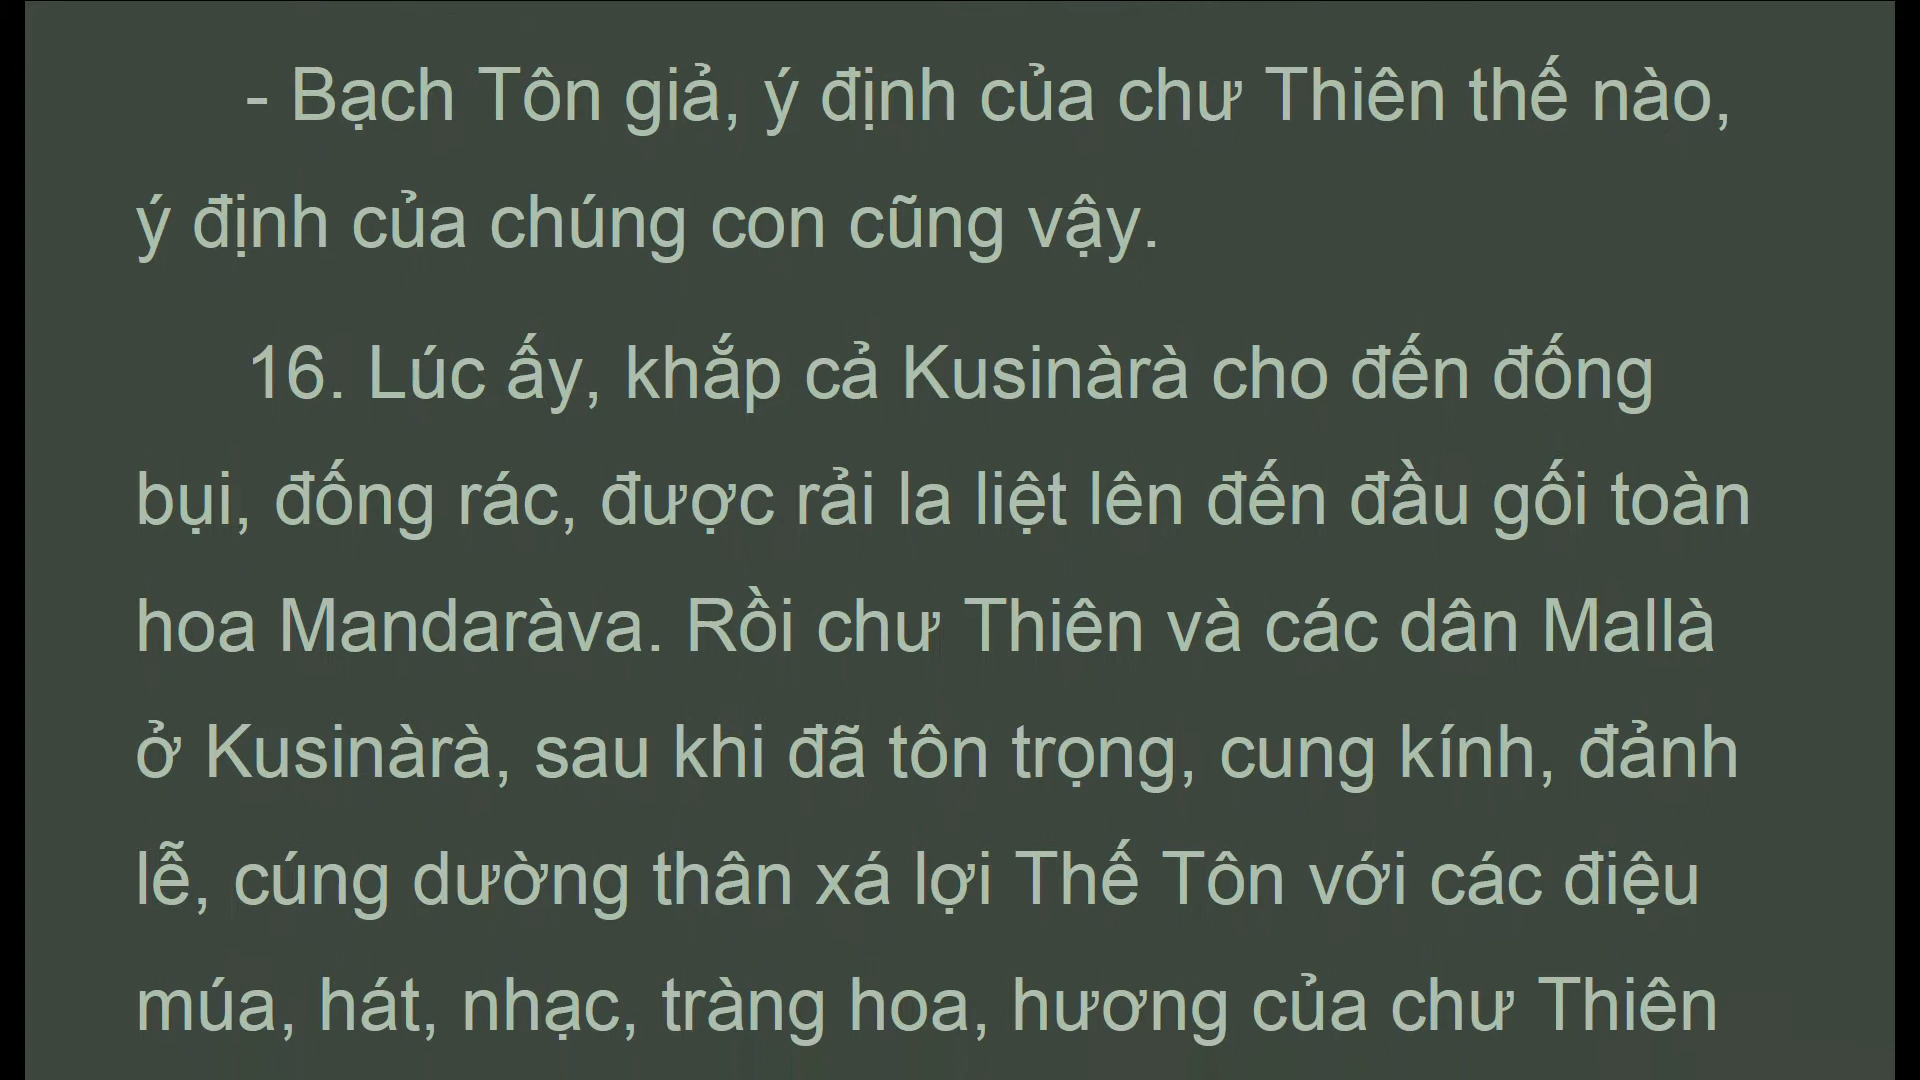 - Bạch Tôn giả, ý định của chư Thiên thế nào,
ý định của chúng con cũng vậy.
16. Lúc ấy, khắp cả Kusinàrà cho đến đống
bụi, đống rác, được rải la liệt lên đến đầu gối toàn
hoa Mandaràva. Rồi chư Thiên và các dân Mallà
ở Kusinàrà, sau khi đã tôn trọng, cung kính, đảnh
lễ, cúng dường thân xá lợi Thế Tôn với các điệu
múa, hát, nhạc, tràng hoa, hương của chư Thiên